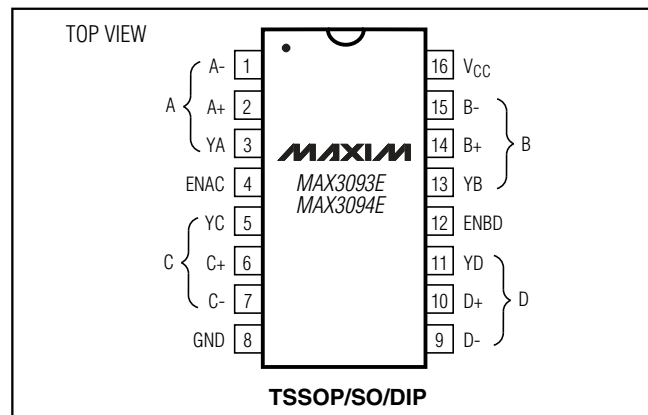 TOP VIEW
A- 1 16 VCC
A+ 2 15 B-
A B
YA 3 14 B+
ENAC 4 13 YB
YC 5 12 ENBD
C+ 6 11 YD
C D
C- 7 10 D+
GND 8 9 D-
MAXIM
MAX3093E
MAX3094E
TSSOP/SO/DIP